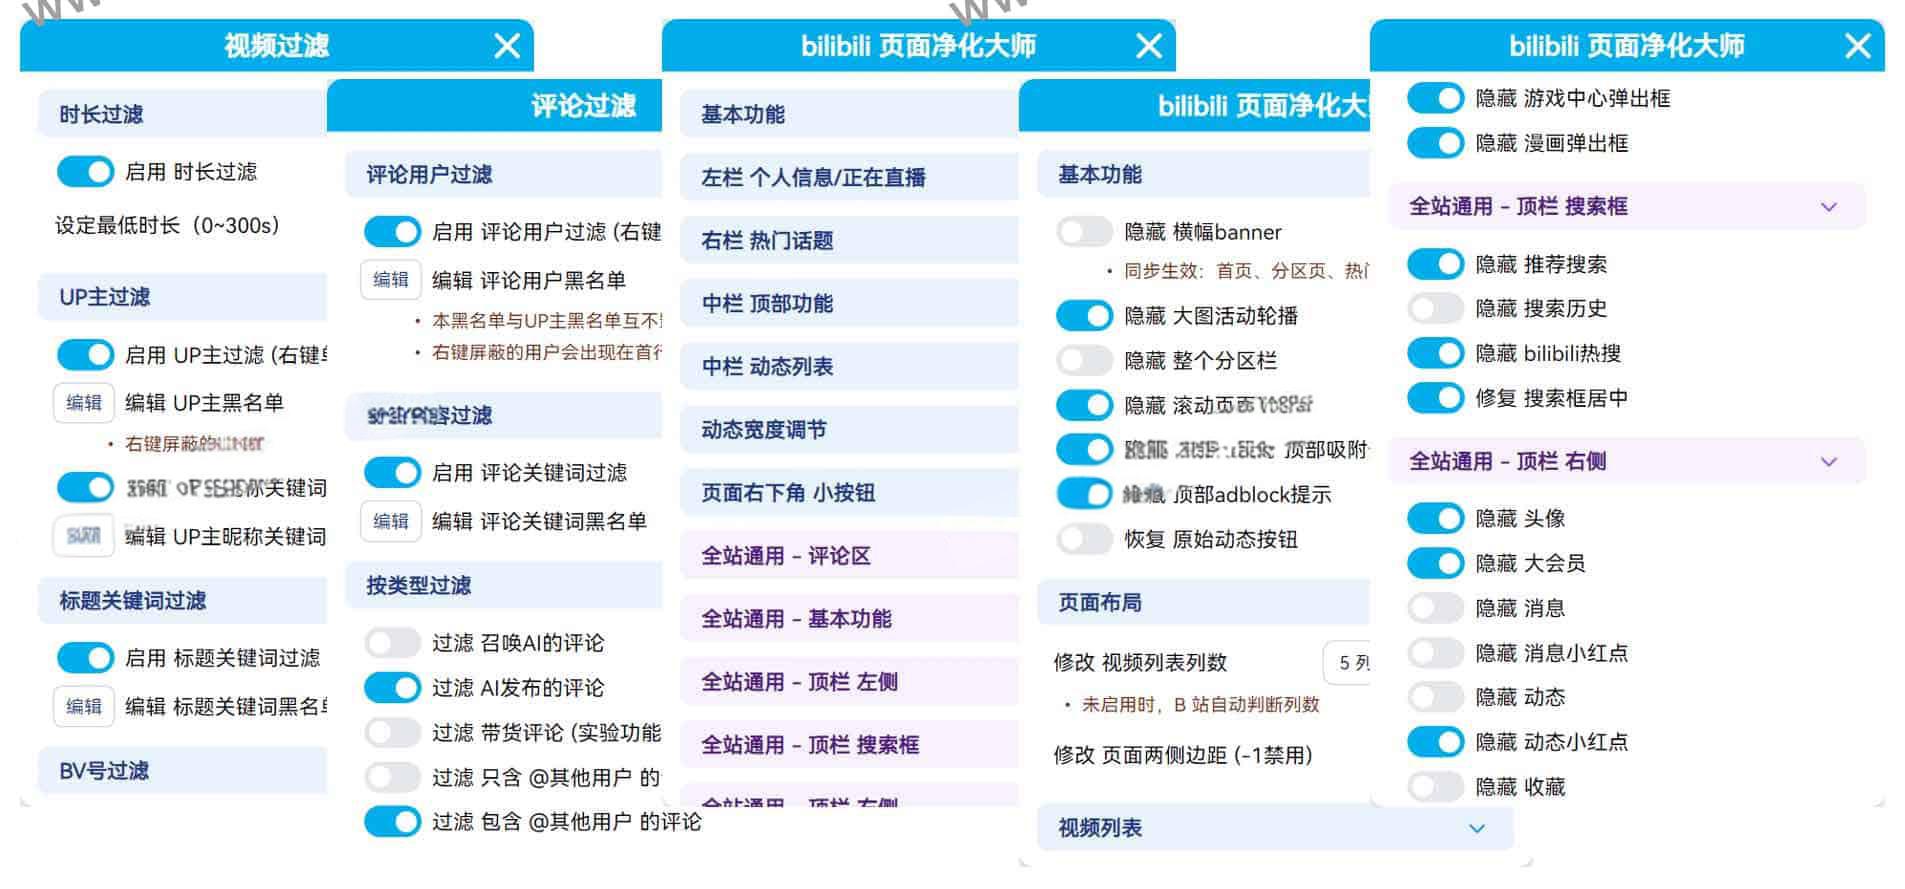 视频过滤
时长过滤
启用 时长过滤
设定最低时长（0~300s）
UP主过滤
启用 UP主过滤 (右键
编辑 编辑 UP主黑名单
• 右键屏蔽的
称关键词
编辑 UP主昵称关键词
标题关键词过滤
启用 标题关键词过滤
编辑 编辑 标题关键词黑名
BV号过滤
评论过滤
评论用户过滤
启用 评论用户过滤 (右键
编辑 编辑 评论用户黑名单
• 本黑名单与UP主黑名单互不
• 右键屏蔽的用户会出现在首行
过滤
启用 评论关键词过滤
编辑 编辑 评论关键词黑名单
按类型过滤
过滤 召唤AI的评论
过滤 AI发布的评论
过滤 带货评论 (实验功能
过滤 只含 @其他用户 的
过滤 包含 @其他用户 的评论
bilibili 页面净化大师
基本功能
左栏 个人信息/正在直播
右栏 热门话题
中栏 顶部功能
中栏 动态列表
动态宽度调节
页面右下角 小按钮
全站通用 – 评论区
全站通用 – 基本功能
全站通用 – 顶栏 左侧
全站通用 – 顶栏 搜索框
全站通用 – 顶栏 右侧
bilibili 页面净化大
基本功能
隐藏 横幅banner
• 同步生效：首页、分区页、热门
隐藏 大图活动轮播
隐藏 整个分区栏
隐藏 滚动页面
顶部吸附
顶部adblock提示
恢复 原始动态按钮
页面布局
修改 视频列表列数 5 列
• 未启用时，B 站自动判断列数
修改 页面两侧边距 (–1禁用)
视频列表
bilibili 页面净化大师
隐藏 游戏中心弹出框
隐藏 漫画弹出框
全站通用 – 顶栏 搜索框
隐藏 推荐搜索
隐藏 搜索历史
隐藏 bilibili热搜
修复 搜索框居中
全站通用 – 顶栏 右侧
隐藏 头像
隐藏 大会员
隐藏 消息
隐藏 消息小红点
隐藏 动态
隐藏 动态小红点
隐藏 收藏